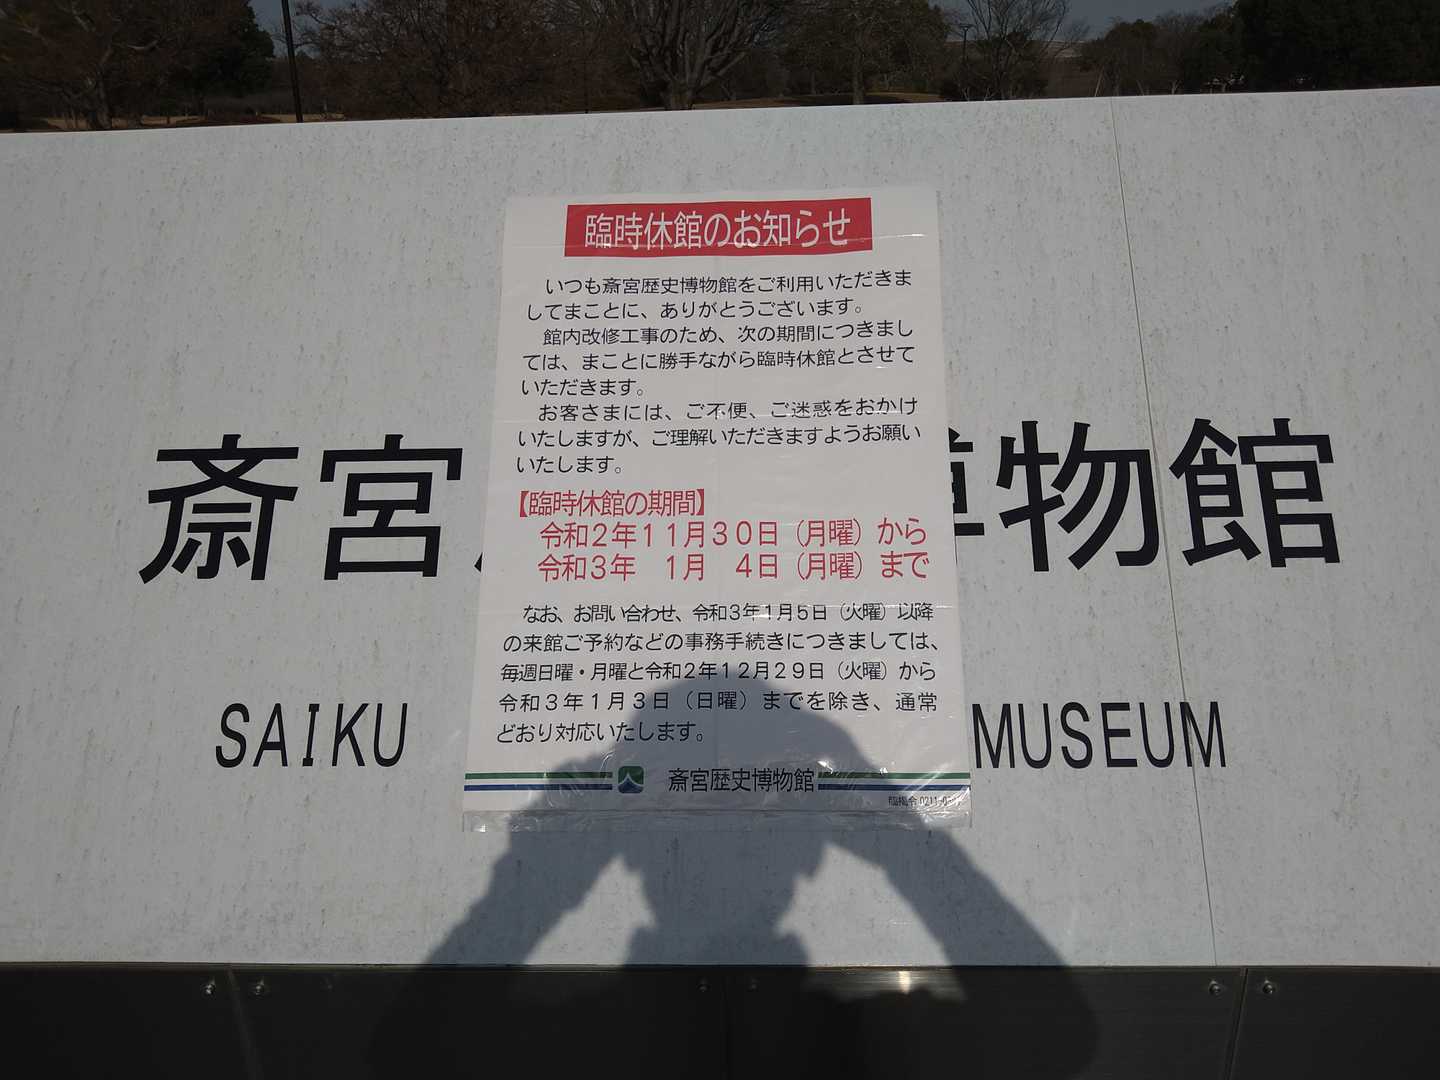 臨時休館のお知らせ
いつも斎宮歴史博物館をご利用いただきま
してまことに、ありがとうございます。
館内改修工事のため、次の期間につきまし
ては、まことに勝手ながら臨時休館とさせて
いただきます。
お客さまには、ご不便、ご迷惑をおかけ
いたしますが、ご理解いただきますようお願い
いたします。
【臨時休館の期間】
令和2年11月30日（月曜）から
令和3年 1月 4日（月曜）まで
なお、お問い合わせ、令和3年1月5日（火曜）以降
の来館ご予約などの事務手続きにつきましては、
毎週日曜・月曜と令和2年12月29日（火曜）から
令和3年1月3日（日曜）までを除き、通常
どおり対応いたします。
斎宮歴史博物館
斎宮 博物館
SAIKU MUSEUM